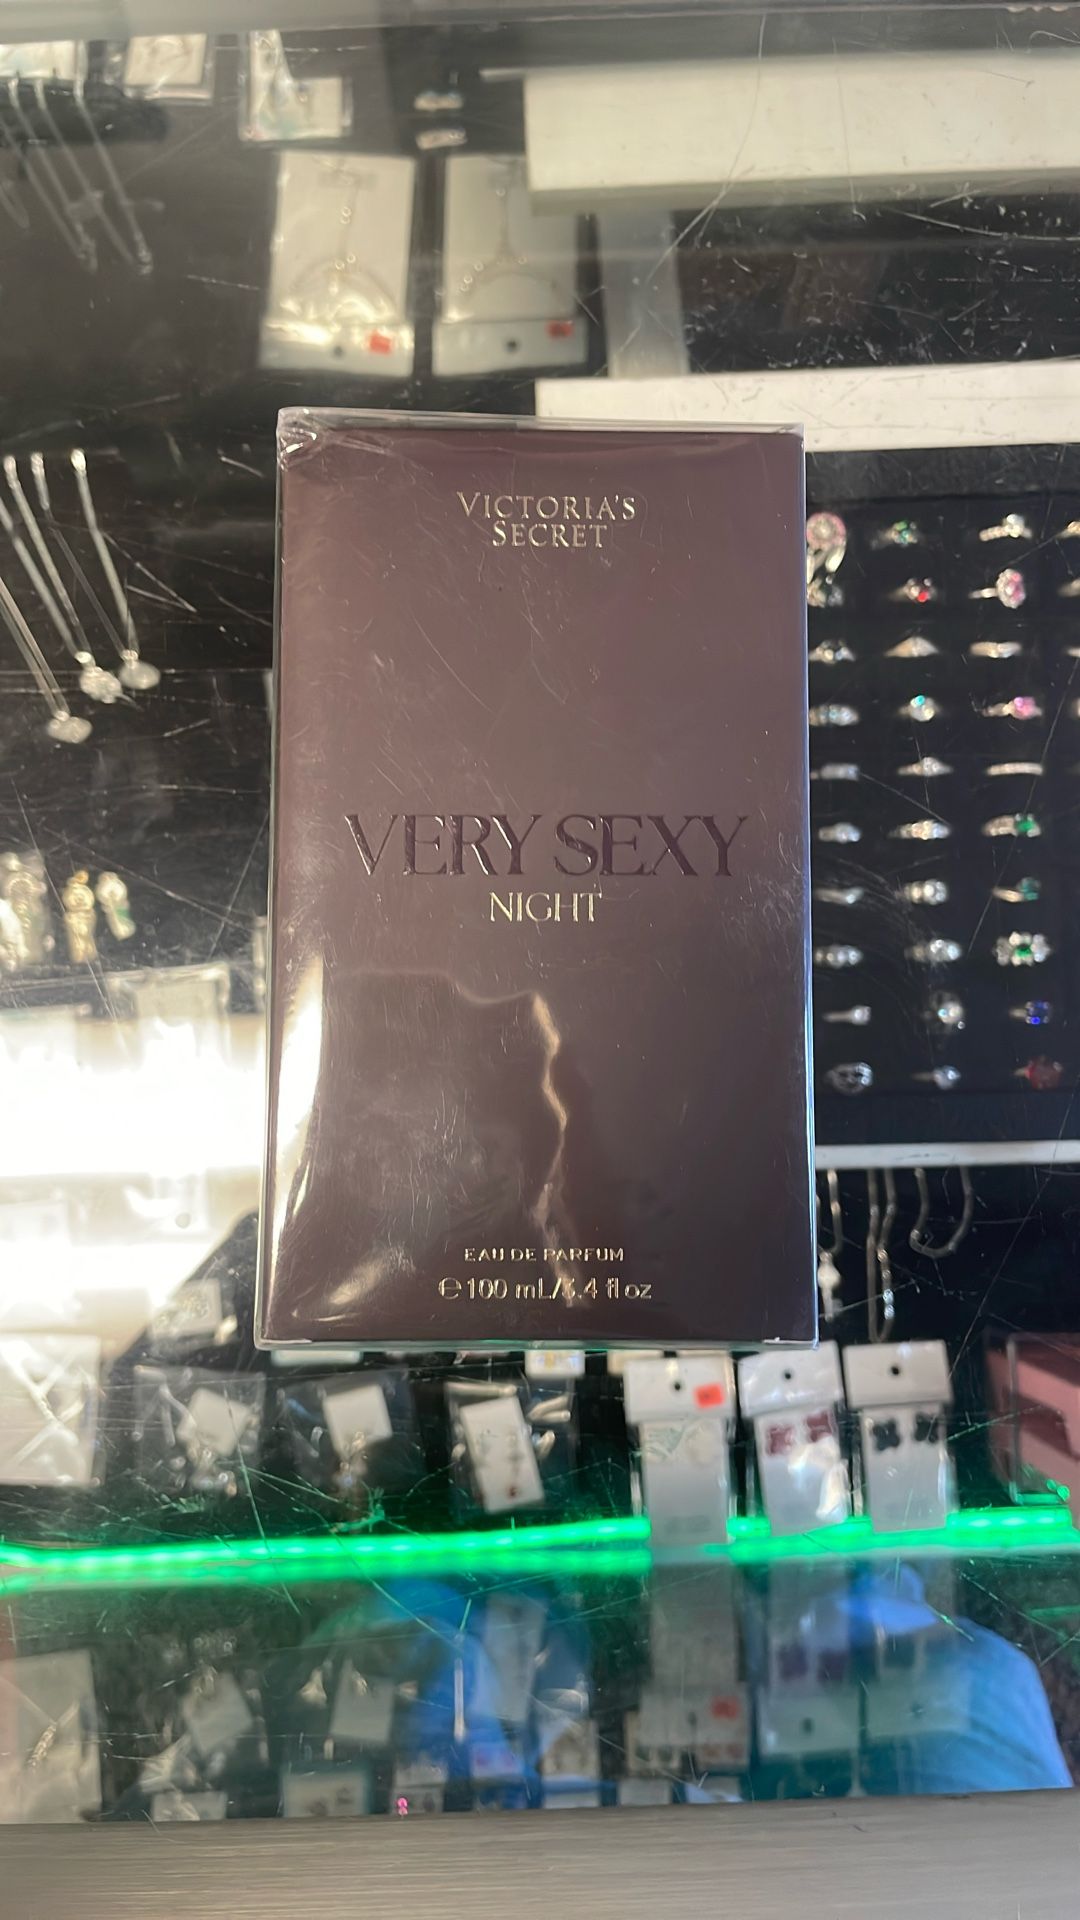 VICTORIA'S
SECRET
VERY SEXY
NIGHT
EAU DE PARFUM
℮100 mL/3.4 fl oz